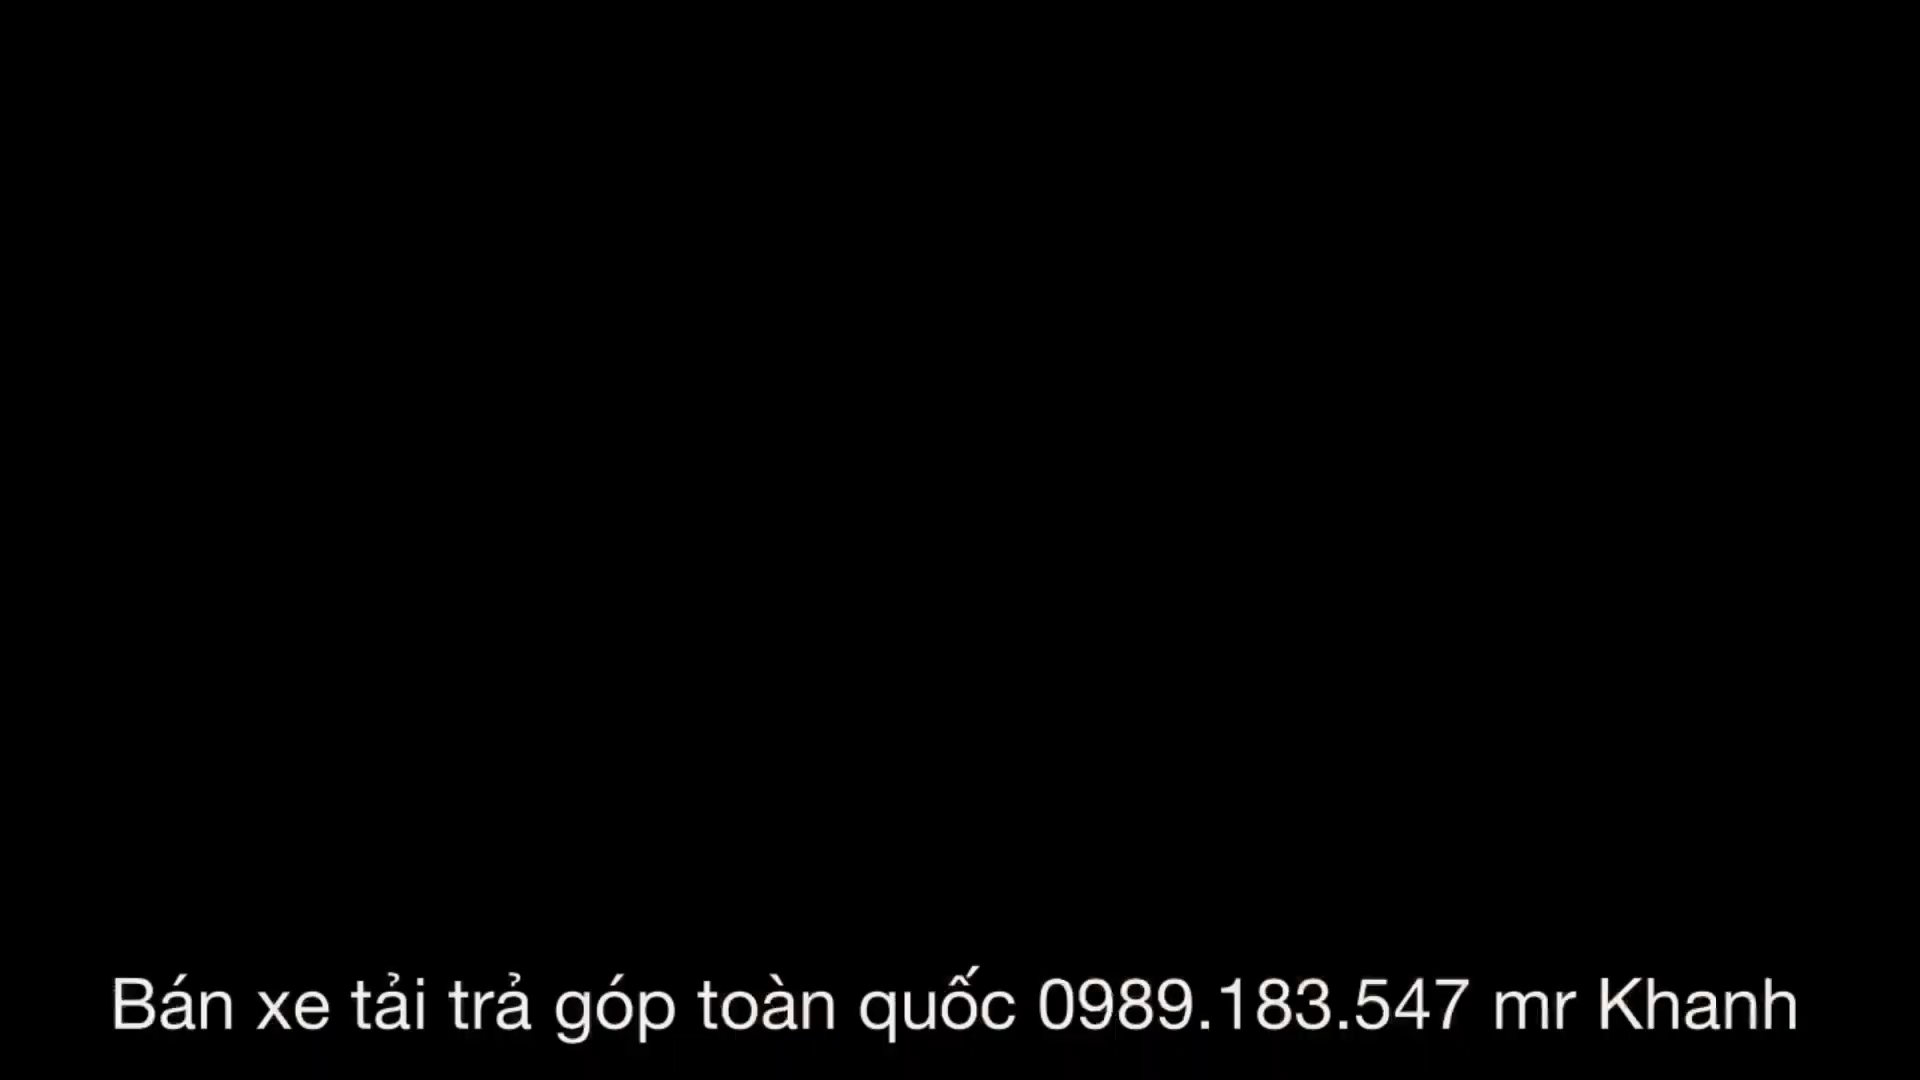 Bán xe tải trả góp toàn quốc 0989.183.547 mr Khanh